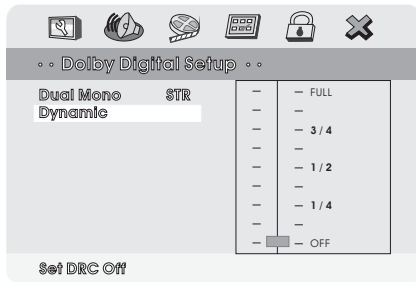 · · Dolby Digital Setup · ·
Dual Mono STR
Dynamic
– – FULL
– –
– – 3 / 4
– –
– – 1 / 2
– –
– – 1 / 4
– –
– – OFF
Set DRC Off